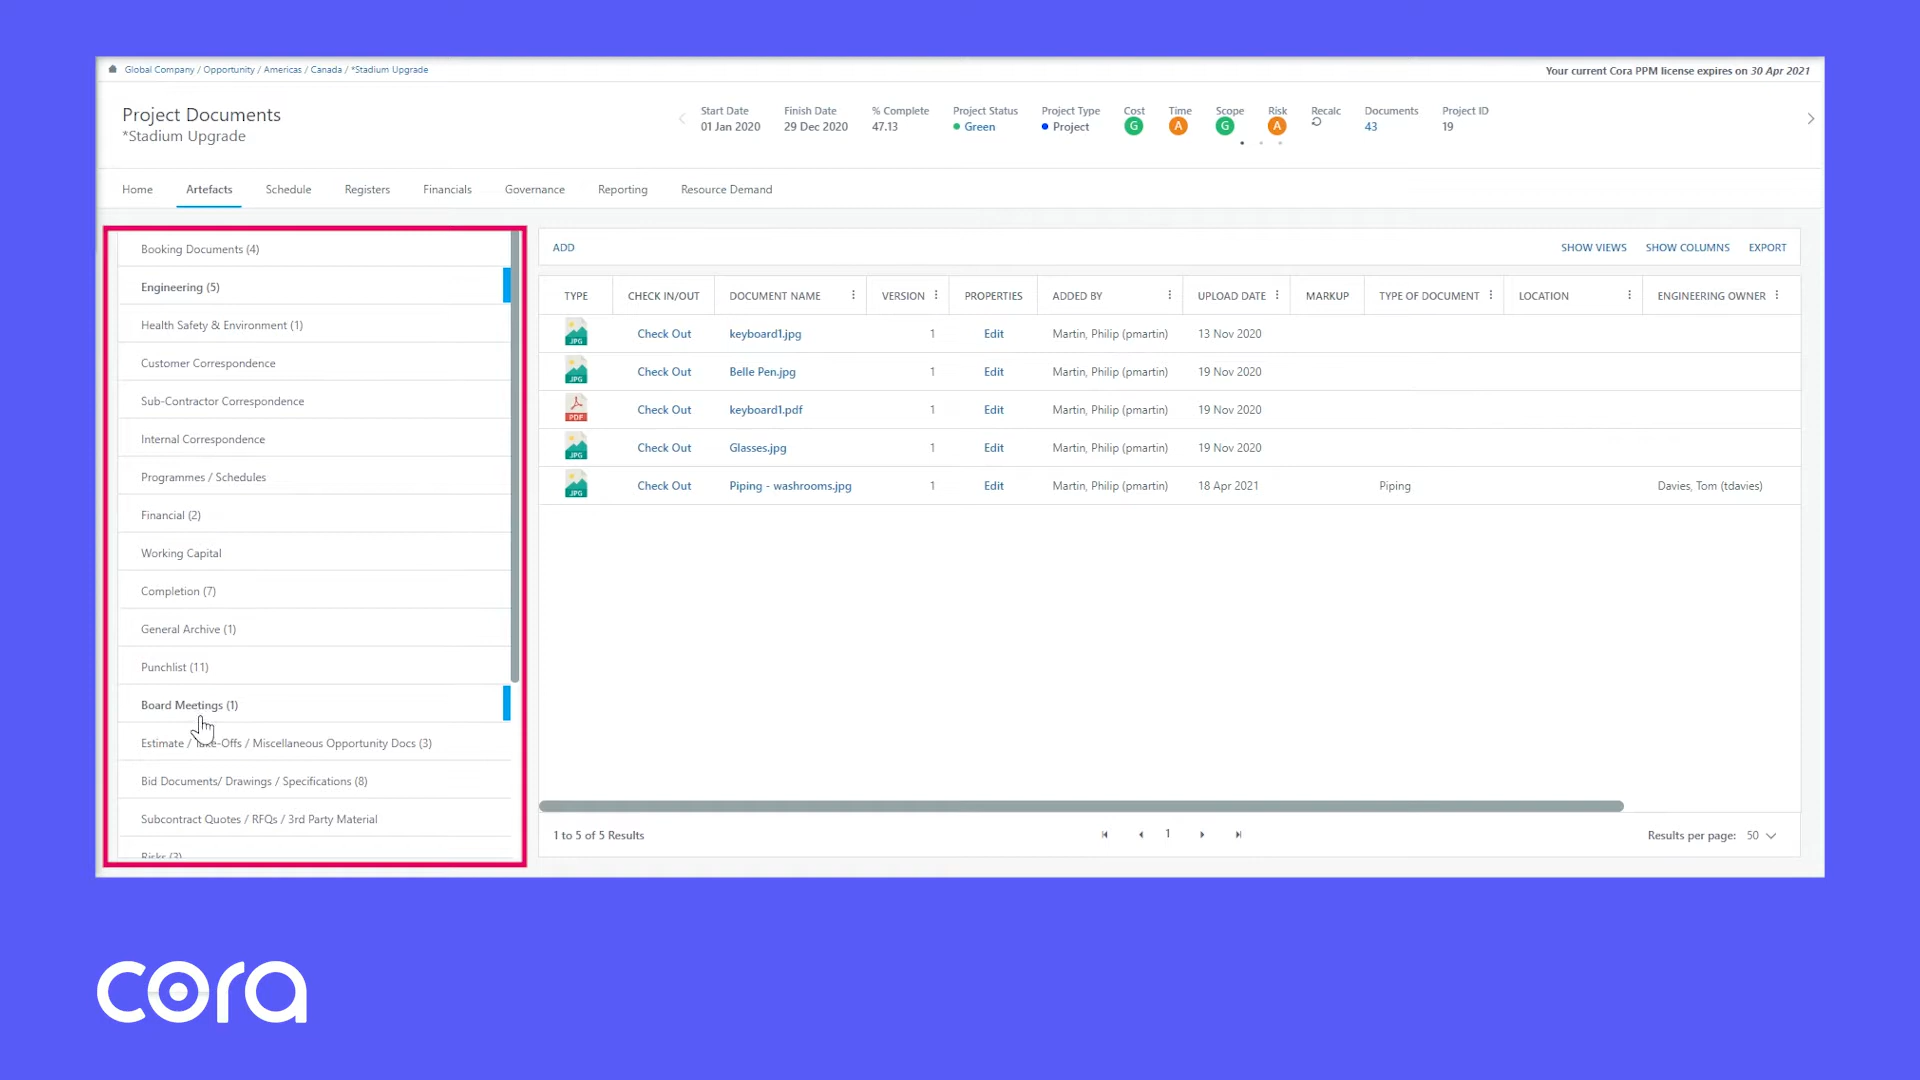 Global Company / Opportunity / Americas / Canada / *Stadium Upgrade
Your current Cora PPM license expires on 30 Apr 2021
Project Documents
*Stadium Upgrade
Start Date Finish Date % Complete Project Status Project Type Cost Time Scope Risk Recalc Documents Project ID
01 Jan 2020 29 Dec 2020 47.13 Green Project G A G A 43 19
Home Artefacts Schedule Registers Financials Governance Reporting Resource Demand
Booking Documents (4)
Engineering (5)
Health Safety & Environment (1)
Customer Correspondence
Sub-Contractor Correspondence
Internal Correspondence
Programmes / Schedules
Financial (2)
Working Capital
Completion (7)
General Archive (1)
Punchlist (11)
Board Meetings (1)
Estimate / Take-Offs / Miscellaneous Opportunity Docs (3)
Bid Documents/ Drawings / Specifications (8)
Subcontract Quotes / RFQs / 3rd Party Material
Risks (3)
ADD SHOW VIEWS SHOW COLUMNS EXPORT
TYPE CHECK IN/OUT DOCUMENT NAME VERSION PROPERTIES ADDED BY UPLOAD DATE MARKUP TYPE OF DOCUMENT LOCATION ENGINEERING OWNER
JPG Check Out keyboard1.jpg 1 Edit Martin, Philip (pmartin) 13 Nov 2020
JPG Check Out Belle Pen.jpg 1 Edit Martin, Philip (pmartin) 19 Nov 2020
PDF Check Out keyboard1.pdf 1 Edit Martin, Philip (pmartin) 19 Nov 2020
JPG Check Out Glasses.jpg 1 Edit Martin, Philip (pmartin) 19 Nov 2020
JPG Check Out Piping - washrooms.jpg 1 Edit Martin, Philip (pmartin) 18 Apr 2021 Piping Davies, Tom (tdavies)
1 to 5 of 5 Results 1 Results per page: 50
cora